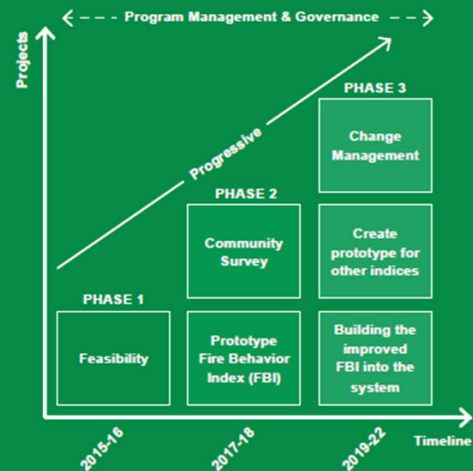 Program Management & Governance
Projects
Progressive
PHASE 1
Feasibility
PHASE 2
Community
Survey
Prototype
Fire Behavior
Index (FBI)
PHASE 3
Change
Management
Create
prototype for
other indices
Building the
improved
FBI into the
system
2015-16
2017-18
2019-22
Timeline